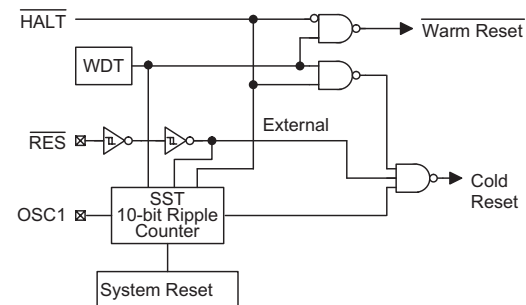 HALT
Warm Reset
WDT
RES
External
Cold
Reset
OSC1
SST
10-bit Ripple
Counter
System Reset